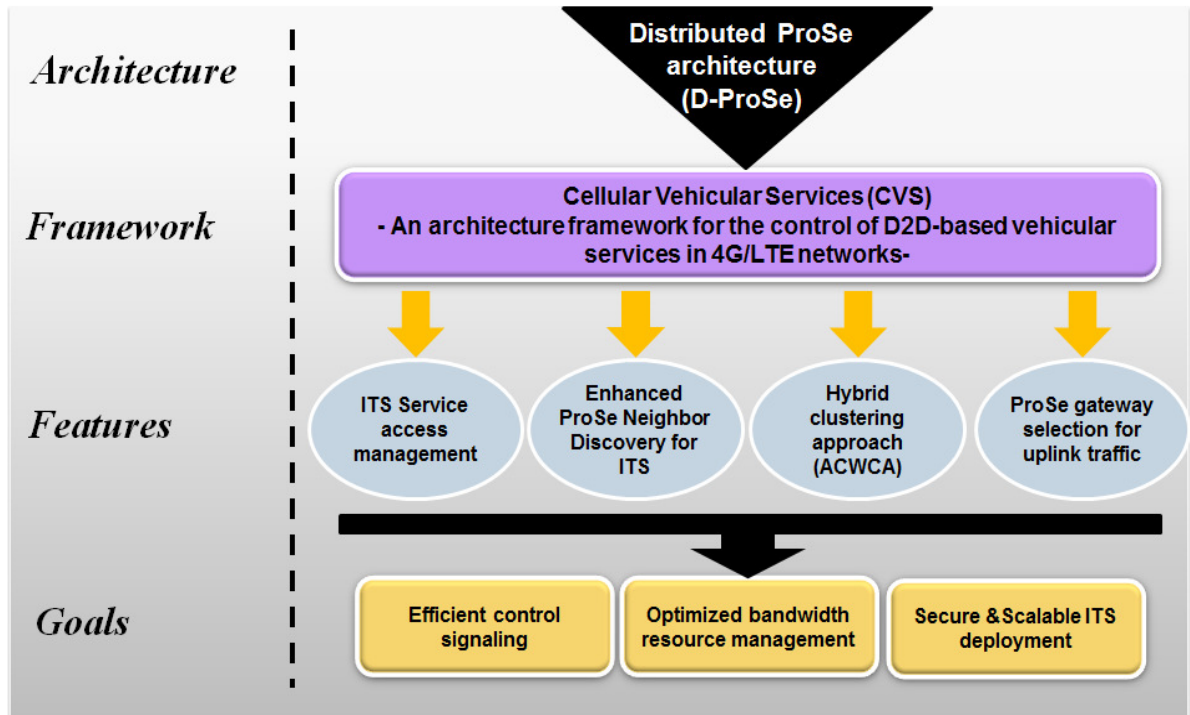 Architecture
Distributed ProSe
architecture
(D-ProSe)
Framework
Cellular Vehicular Services (CVS)
- An architecture framework for the control of D2D-based vehicular
services in 4G/LTE networks-
Features
ITS Service
access
management
Enhanced
ProSe Neighbor
Discovery for
ITS
Hybrid
clustering
approach
(ACWCA)
ProSe gateway
selection for
uplink traffic
Goals
Efficient control
signaling
Optimized bandwidth
resource management
Secure & Scalable ITS
deployment